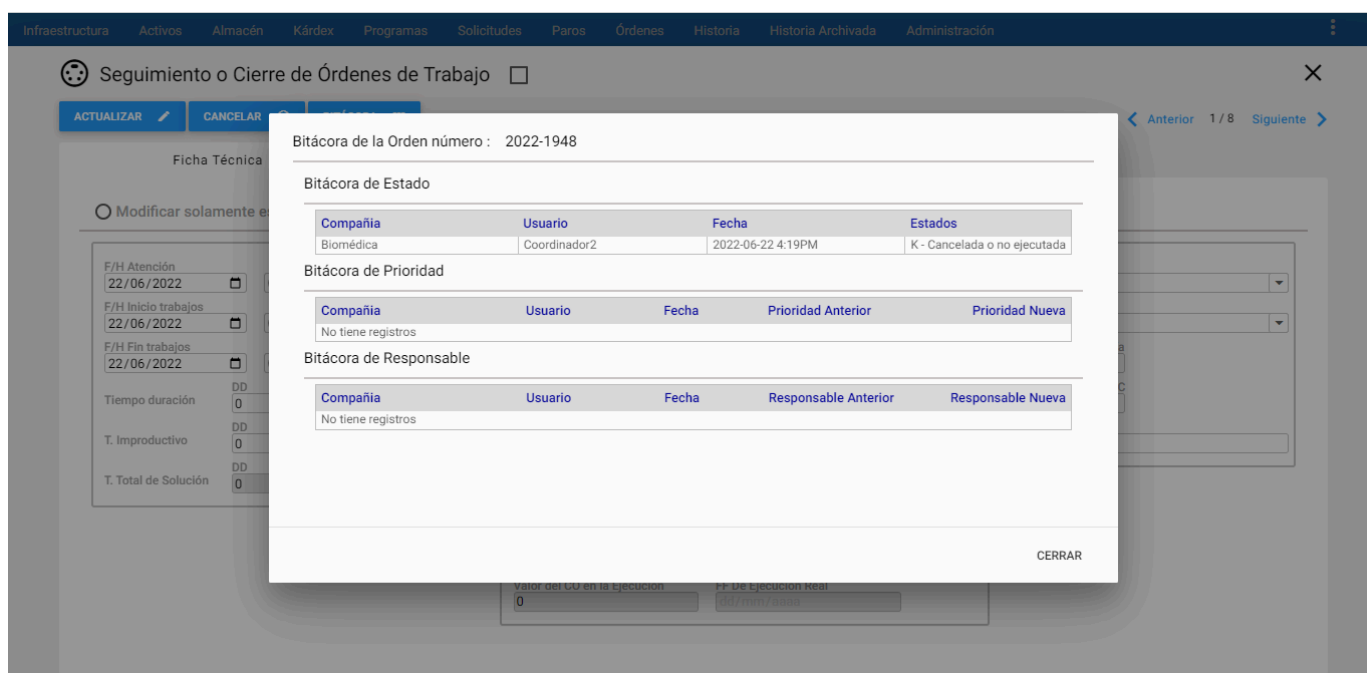 Infraestructura Activos Almacén Kárdex Programas Solicitudes Paros Órdenes Historia Historia Archivada Administración
Seguimiento o Cierre de Órdenes de Trabajo
ACTUALIZAR CANCELAR
Anterior 1 / 8 Siguiente
Ficha Técnica
Modificar solamente
F/H Atención
22/06/2022
F/H Inicio trabajos
22/06/2022
F/H Fin trabajos
22/06/2022
DD
Tiempo duración 0
DD
T. Improductivo 0
DD
T. Total de Solución 0
Bitácora de la Orden número : 2022-1948
Bitácora de Estado
Compañia Usuario Fecha Estados
Biomédica Coordinador2 2022-06-22 4:19PM K - Cancelada o no ejecutada
Bitácora de Prioridad
Compañia Usuario Fecha Prioridad Anterior Prioridad Nueva
No tiene registros
Bitácora de Responsable
Compañia Usuario Fecha Responsable Anterior Responsable Nueva
No tiene registros
CERRAR
Valor del CO en la Ejecución FF De Ejecución Real
0 dd/mm/aaaa